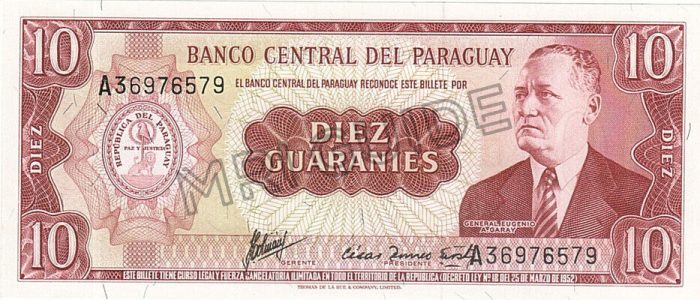 10
10
BANCO CENTRAL DEL PARAGUAY
A36976579
EL BANCO CENTRAL DEL PARAGUAY RECONOCE ESTE BILLETE POR
DIEZ
REPÚBLICA DEL PARAGUAY
PAZ Y JUSTICIA
DIEZ
GUARANIES
DIEZ
GENERAL EUGENIO
A. GARAY
10
10
A36976579
GERENTE
PRESIDENTE
ESTE BILLETE TIENE CURSO LEGAL Y FUERZA CANCELATORIA ILIMITADA EN TODO EL TERRITORIO DE LA REPUBLICA (DECRETO LEY Nº 18 DEL 25 DE MARZO DE 1952)
THOMAS DE LA RUE & COMPANY, LIMITED.